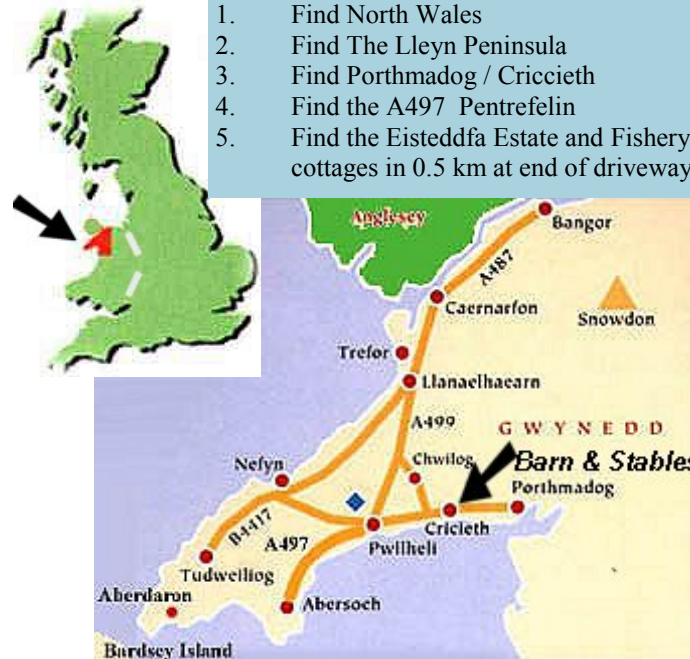 1. Find North Wales
2. Find The Lleyn Peninsula
3. Find Porthmadog / Criccieth
4. Find the A497 Pentrefelin
5. Find the Eisteddfa Estate and Fishery
cottages in 0.5 km at end of driveway
Anglesey
Bangor
A487
Caernarfon
Snowdon
Trefor
Llanaelhaearn
A499
GWYNEDD
Nefyn
Chwilog
Barn & Stables
Porthmadog
B4417
A497
Cricieth
Pwllheli
Tudweiliog
Aberdaron
Abersoch
Bardsey Island